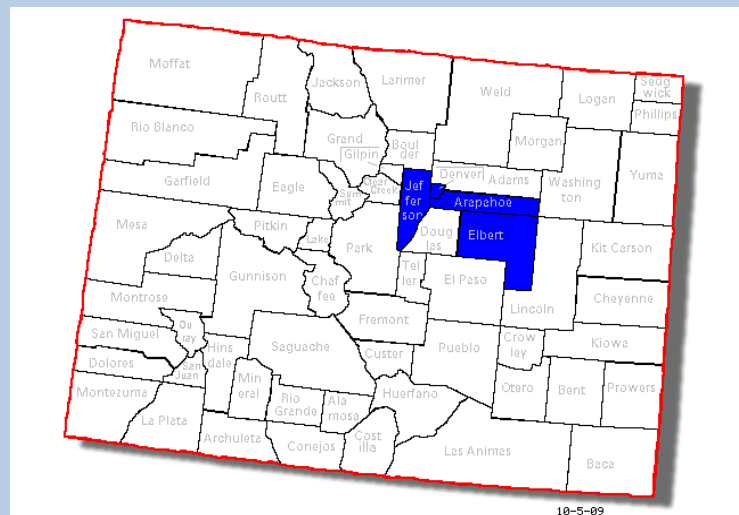 Moffat
Routt
Jackson
Larimer
Weld
Logan
Sedg
wick
Phillips
Rio Blanco
Grand
Boul
der
Morgan
Gilpin
Yuma
Garfield
Eagle
Sum
mit
Clear
Creek
Jef
fer
son
Denver
Adams
Arapahoe
Washing
ton
Mesa
Pitkin
Lake
Park
Doug
las
Elbert
Kit Carson
Delta
Gunnison
Chaf
fee
Tel
ler
El Paso
Lincoln
Cheyenne
Montrose
Fremont
San Miguel
Ou
ray
Hins
dale
Saguache
Custer
Pueblo
Crow
ley
Kiowa
Dolores
San
Juan
Min
eral
Rio
Grande
Ala
mosa
Huerfano
Otero
Bent
Prowers
Montezuma
La Plata
Archuleta
Conejos
Cost
illa
Las Animas
Baca
10-5-09